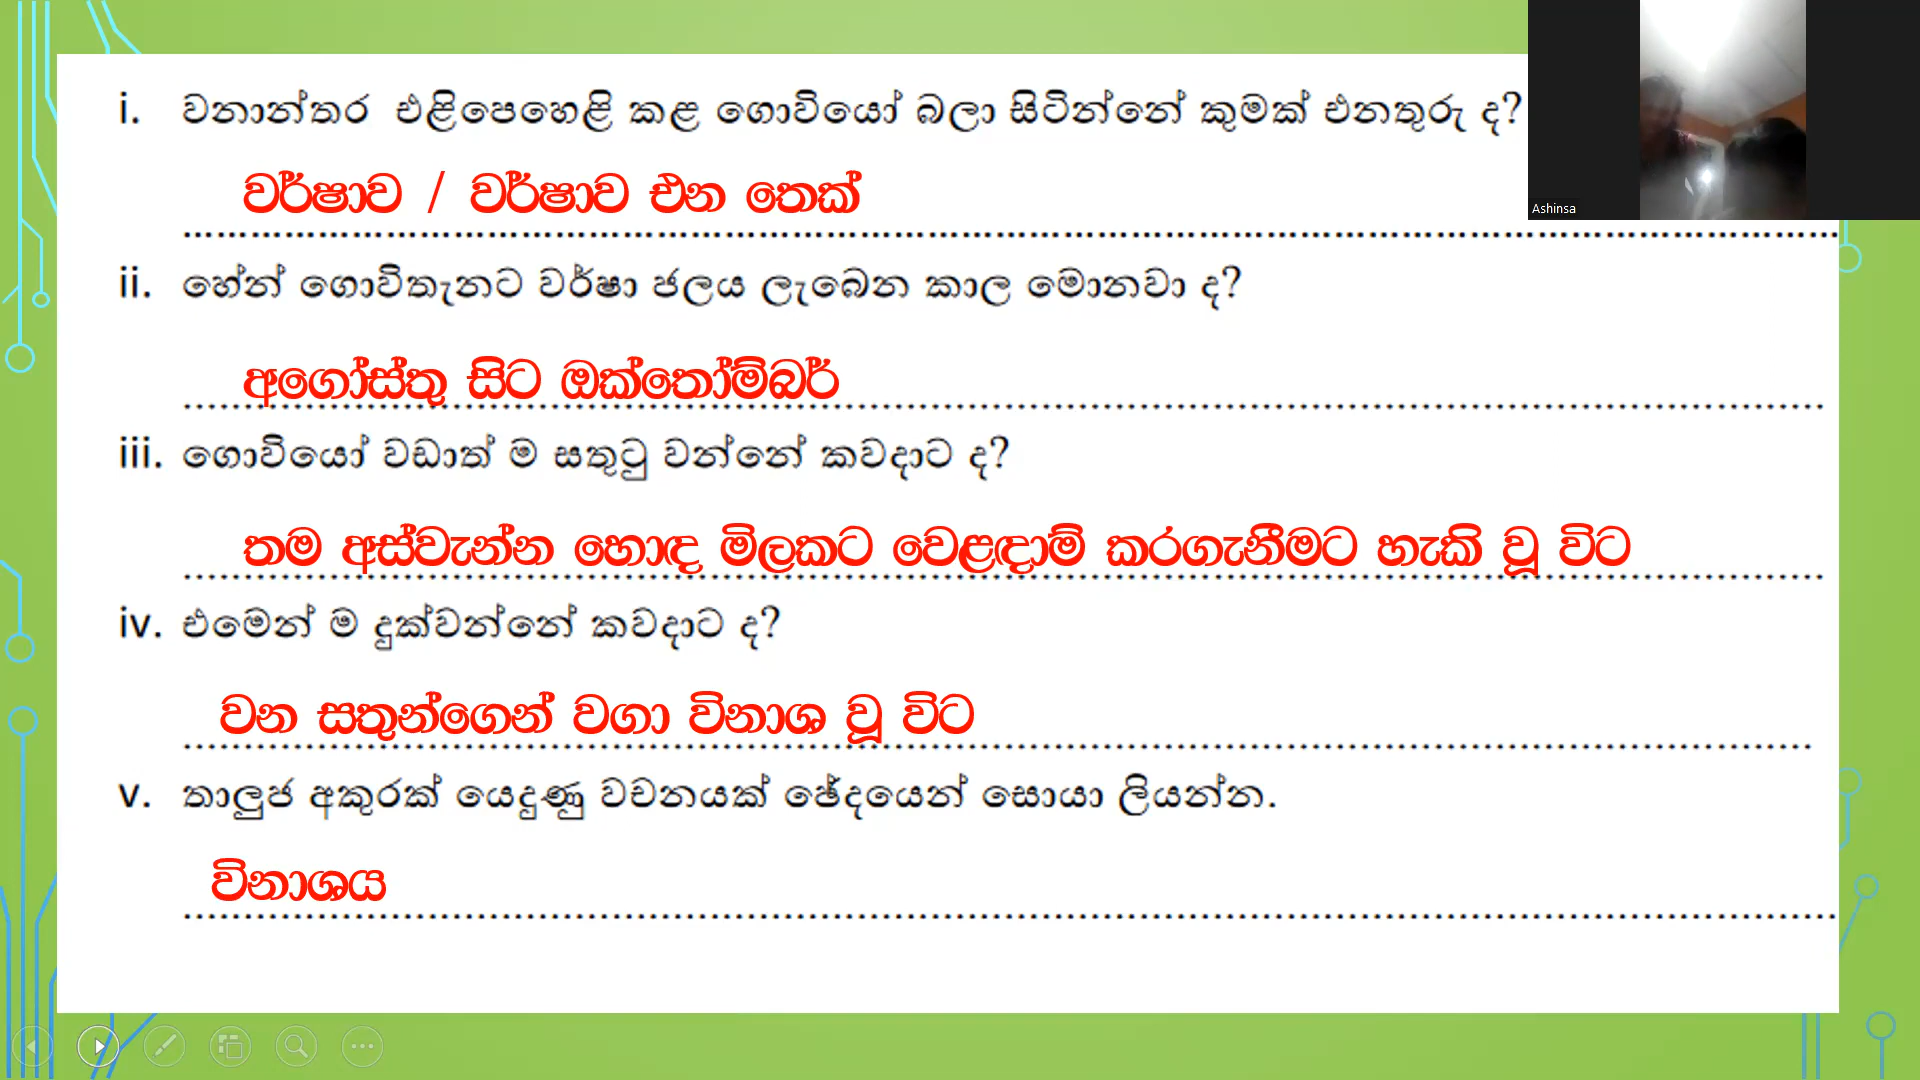 i. වනාන්තර එළිපෙහෙළි කළ ගොවියෝ බලා සිටින්නේ කුමක් එනතුරු ද?
වර්ෂාව / වර්ෂාව එන තෙක්
Ashinsa
ii. හේන් ගොවිතැනට වර්ෂා ජලය ලැබෙන කාල මොනවා ද?
අගෝස්තු සිට ඔක්තෝම්බර්
iii. ගොවියෝ වඩාත් ම සතුටු වන්නේ කවදාට ද?
තම අස්වැන්න හොඳ මිලකට වෙළඳාම් කරගැනීමට හැකි වූ විට
iv. එමෙන් ම දුක්වන්නේ කවදාට ද?
වන සතුන්ගෙන් වගා විනාශ වූ විට
v. තාලුජ අකුරක් යෙදුණු වචනයක් ඡේදයෙන් සොයා ලියන්න.
විනාශය